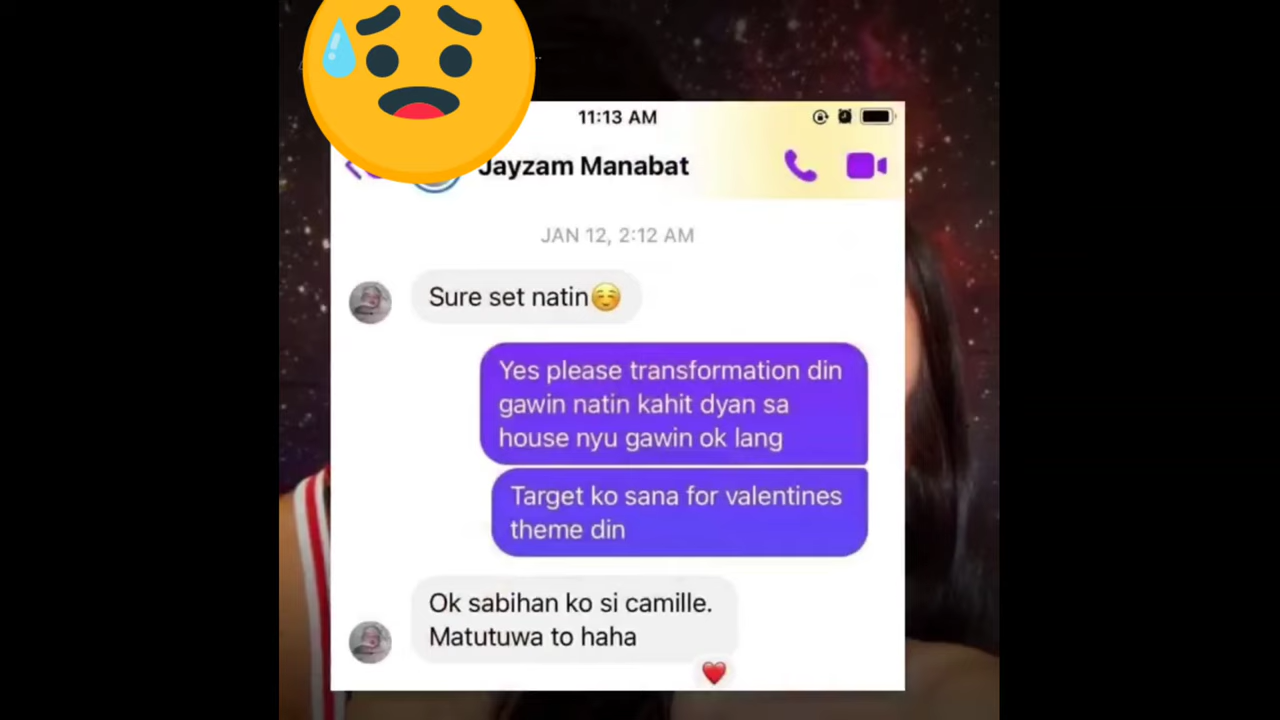 11:13 AM
Jayzam Manabat
JAN 12, 2:12 AM
Sure set natin☺️
Yes please transformation din
gawin natin kahit dyan sa
house nyu gawin ok lang
Target ko sana for valentines
theme din
Ok sabihan ko si camille.
Matutuwa to haha